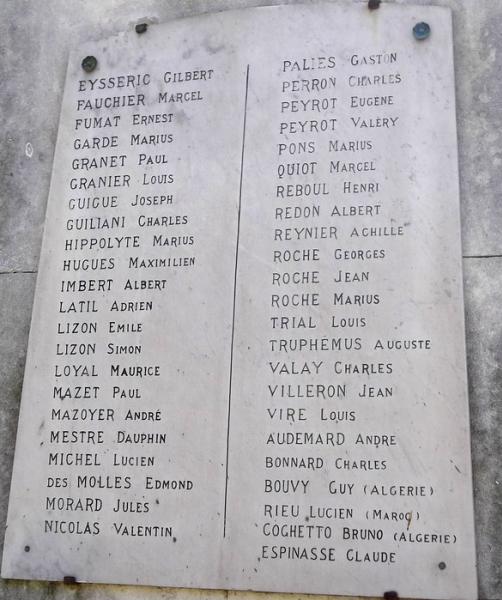 EYSSERIC GILBERT
FAUCHIER MARCEL
FUMAT ERNEST
GARDE MARIUS
GRANET PAUL
GRANIER LOUIS
GUIGUE JOSEPH
GUILIANI CHARLES
HIPPOLYTE MARIUS
HUGUES MAXIMILIEN
IMBERT ALBERT
LATIL ADRIEN
LIZON EMILE
LIZON SIMON
LOYAL MAURICE
MAZET PAUL
MAZOYER ANDRÉ
MESTRE DAUPHIN
MICHEL LUCIEN
DES MOLLES EDMOND
MORARD JULES
NICOLAS VALENTIN
PALIES GASTON
PERRON CHARLES
PEYROT EUGENE
PEYROT VALÉRY
PONS MARIUS
QUIOT MARCEL
REBOUL HENRI
REDON ALBERT
REYNIER ACHILLE
ROCHE GEORGES
ROCHE JEAN
ROCHE MARIUS
TRIAL LOUIS
TRUPHÉMUS AUGUSTE
VALAY CHARLES
VILLERON JEAN
VIRE LOUIS
AUDEMARD ANDRE
BONNARD CHARLES
BOUVY GUY (ALGERIE)
RIEU LUCIEN (MAROC)
COGHETTO BRUNO (ALGERIE)
ESPINASSE CLAUDE